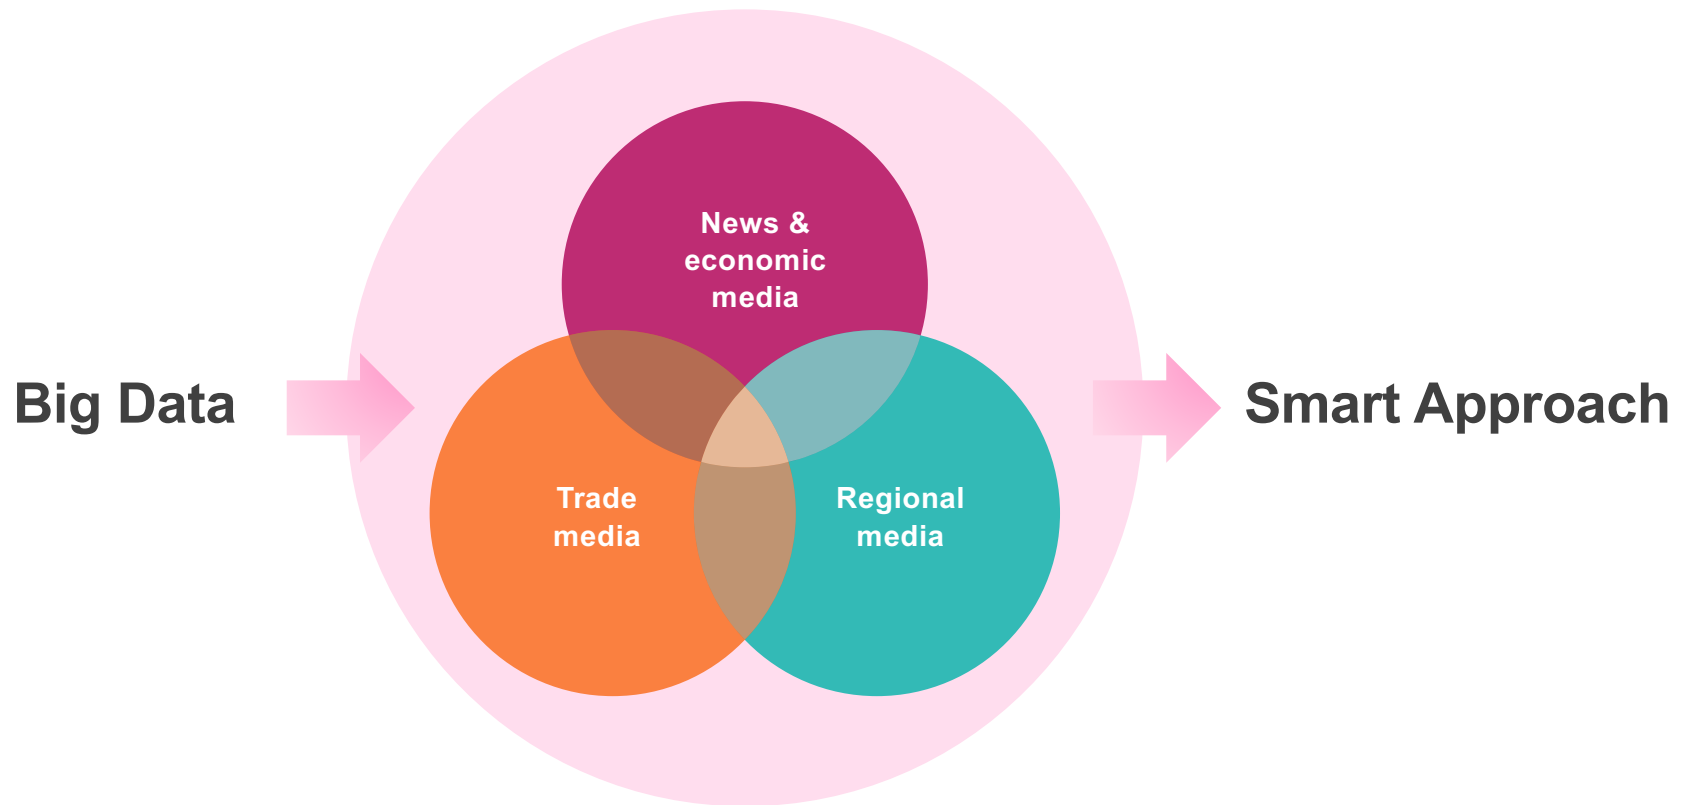 News &
economic
media
Big Data
Smart Approach
Trade
media
Regional
media